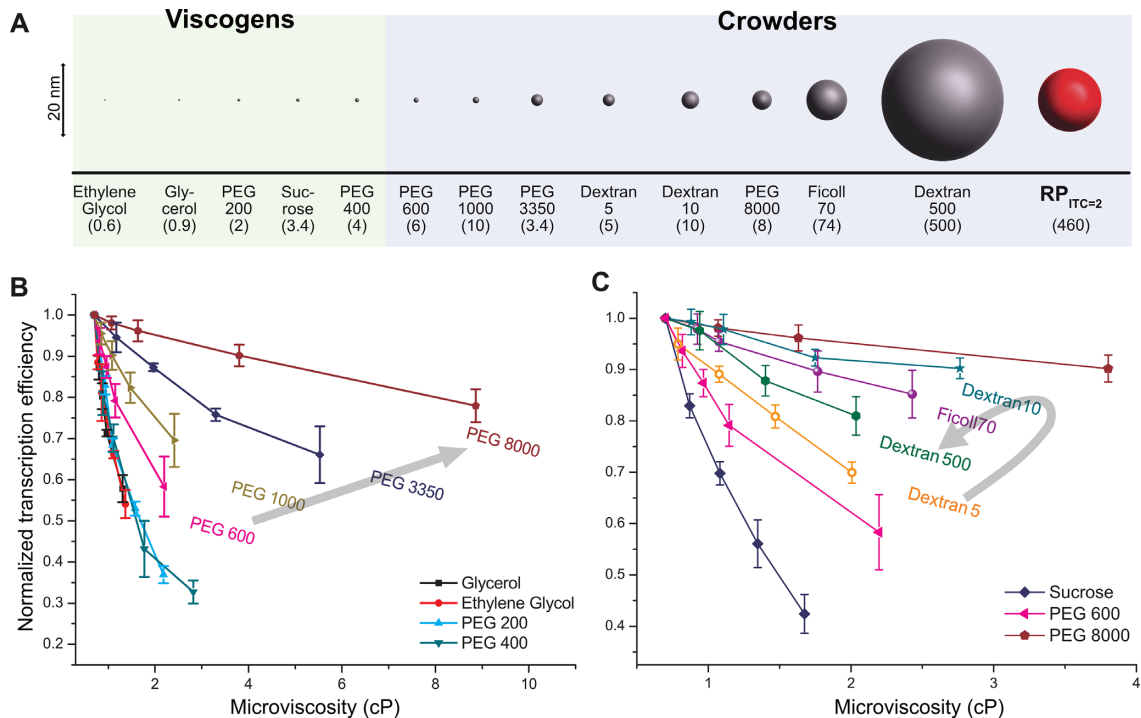 A
Viscogens
Crowders
20 nm
Ethylene
Glycol
(0.6)
Gly-
cerol
(0.9)
PEG
200
(2)
Suc-
rose
(3.4)
PEG
400
(4)
PEG
600
(6)
PEG
1000
(10)
PEG
3350
(3.4)
Dextran
5
(5)
Dextran
10
(10)
PEG
8000
(8)
Ficoll
70
(74)
Dextran
500
(500)
RP ITC=2
(460)
B
Normalized transcription efficiency
1.0
0.9
0.8
0.7
0.6
0.5
0.4
0.3
0.2
2
4
6
8
10
Microviscosity (cP)
PEG 8000
PEG 3350
PEG 1000
PEG 600
Glycerol
Ethylene Glycol
PEG 200
PEG 400
C
1.0
0.9
0.8
0.7
0.6
0.5
0.4
1
2
3
4
Microviscosity (cP)
Dextran10
Ficoll70
Dextran 500
Dextran 5
Sucrose
PEG 600
PEG 8000